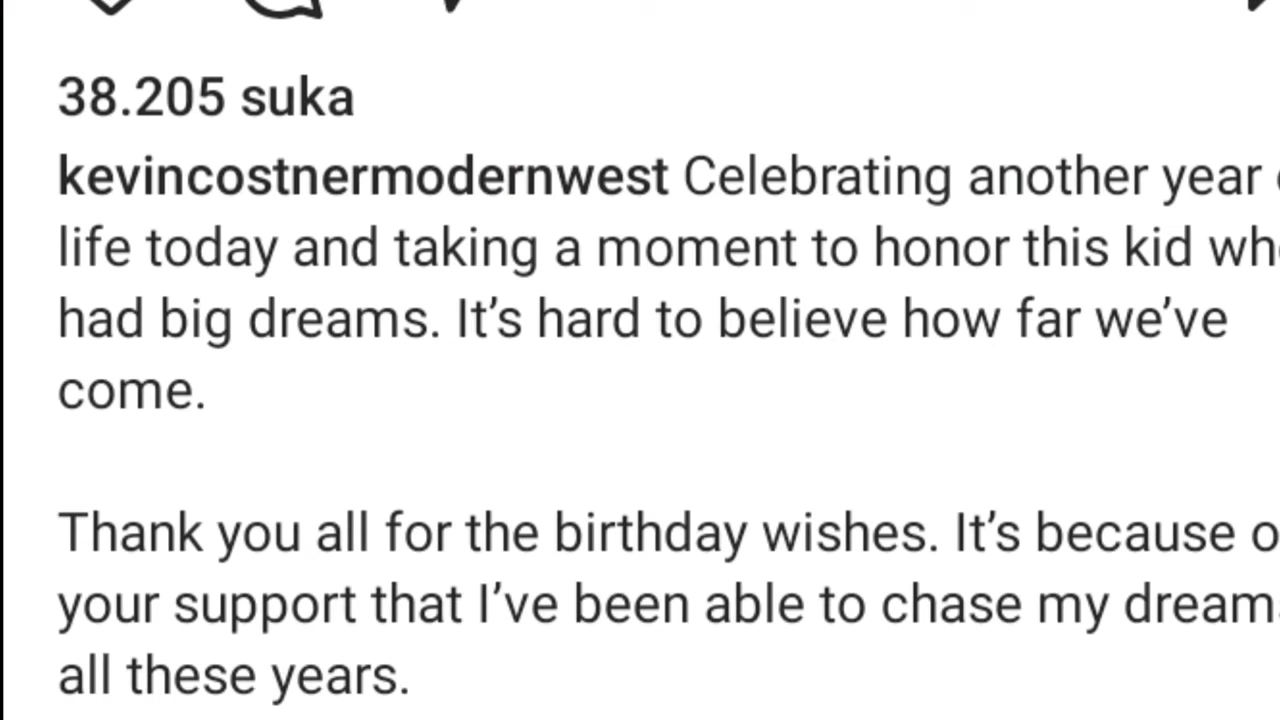 38.205 suka
kevincostnermodernwest Celebrating another year
life today and taking a moment to honor this kid
had big dreams. It’s hard to believe how far we’ve
come.
Thank you all for the birthday wishes. It’s because
your support that I’ve been able to chase my dreams
all these years.